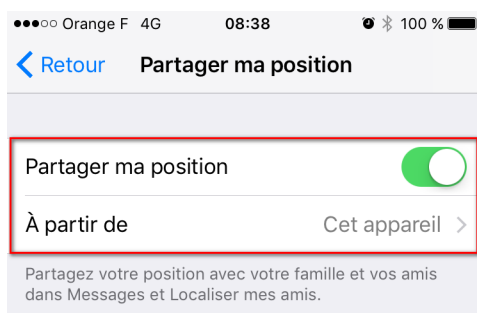 Orange F 4G 08:38 100 %
Retour Partager ma position
Partager ma position
À partir de Cet appareil
Partagez votre position avec votre famille et vos amis
dans Messages et Localiser mes amis.